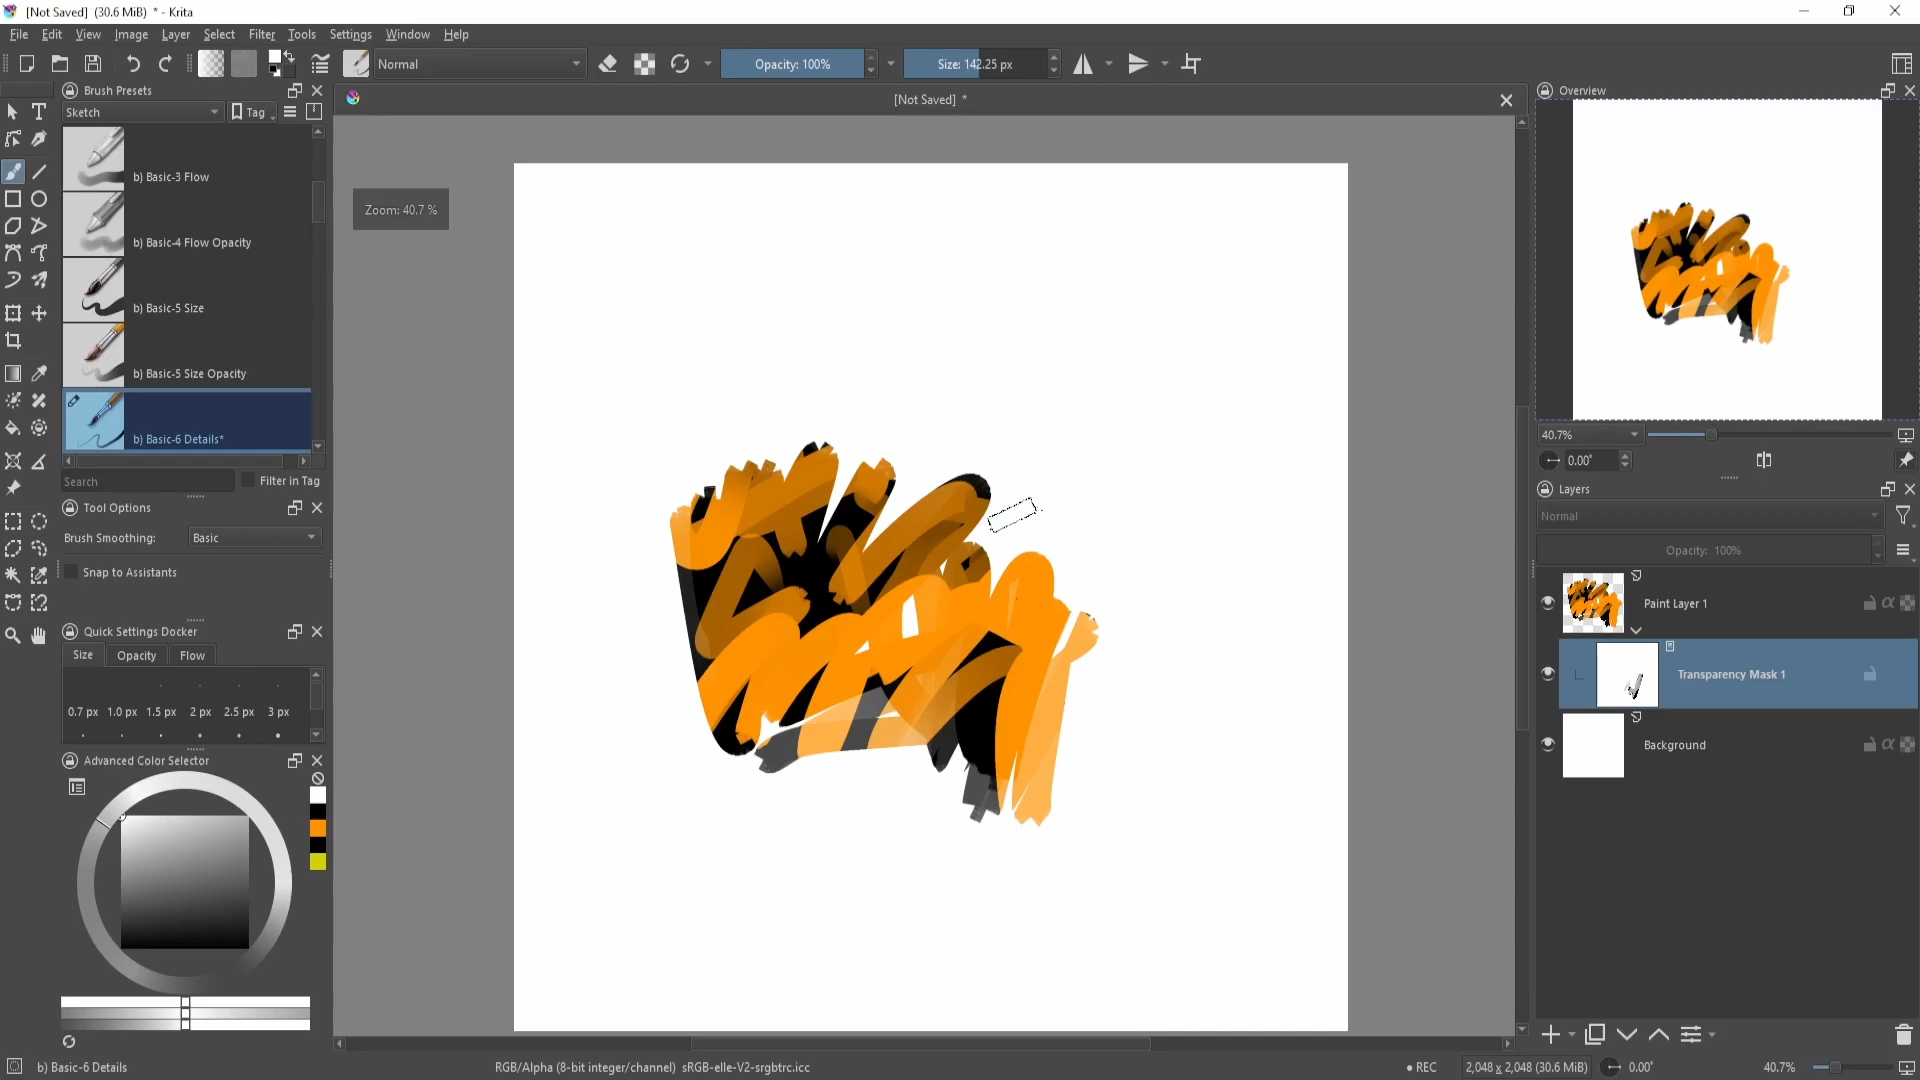 [Not Saved] (30.6 MiB) * - Krita
File Edit View Image Layer Select Filter Tools Settings Window Help
Normal
Opacity: 100%
Size: 142.25 px
Brush Presets
[Not Saved] *
Overview
Sketch
Tag
b) Basic-3 Flow
Zoom: 40.7 %
b) Basic-4 Flow Opacity
b) Basic-5 Size
b) Basic-5 Size Opacity
b) Basic-6 Details*
40.7%
0.00°
Search
Filter in Tag
Layers
Tool Options
Normal
Brush Smoothing:
Basic
Opacity: 100%
Snap to Assistants
Paint Layer 1
Quick Settings Docker
Size
Opacity
Flow
Transparency Mask 1
0.7 px 1.0 px 1.5 px 2 px 2.5 px 3 px
Background
Advanced Color Selector
b) Basic-6 Details
RGB/Alpha (8-bit integer/channel) sRGB-elle-V2-srgbtrc.icc
REC
2,048 x 2,048 (30.6 MiB)
0.00°
40.7%